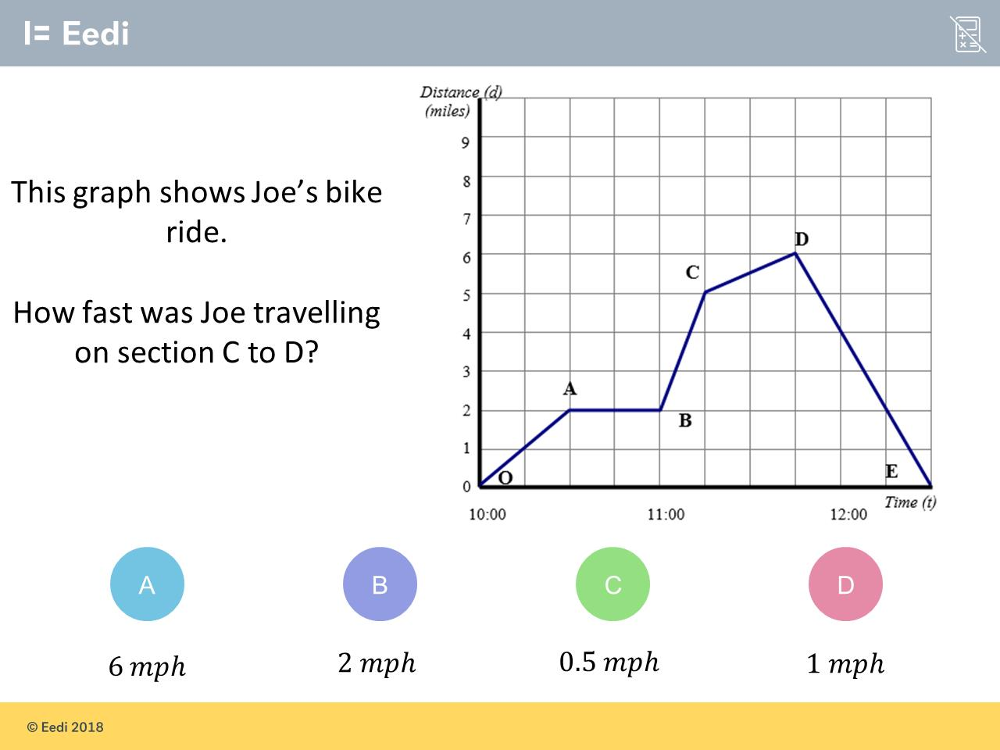 Eedi
This graph shows Joe's bike
ride.
How fast was Joe travelling
on section C to D?
Distance (d)
(miles)
9
8
7
6
5
4
3
2
1
0
A
B
C
D
E
O
10:00
11:00
12:00
Time (t)
A
B
C
D
6 mph
2 mph
0.5 mph
1 mph
© Eedi 2018